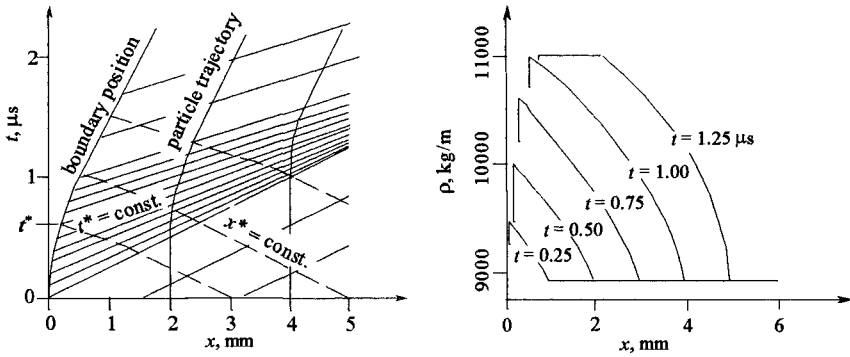 t, μs
2
1
t*
0
boundary position
particle trajectory
t* = const.
x* = const.
0
1
2
3
4
5
x, mm
ρ, kg/m
11000
10000
9000
t = 1.25 μs
t = 1.00
t = 0.75
t = 0.50
t = 0.25
0
2
4
6
x, mm